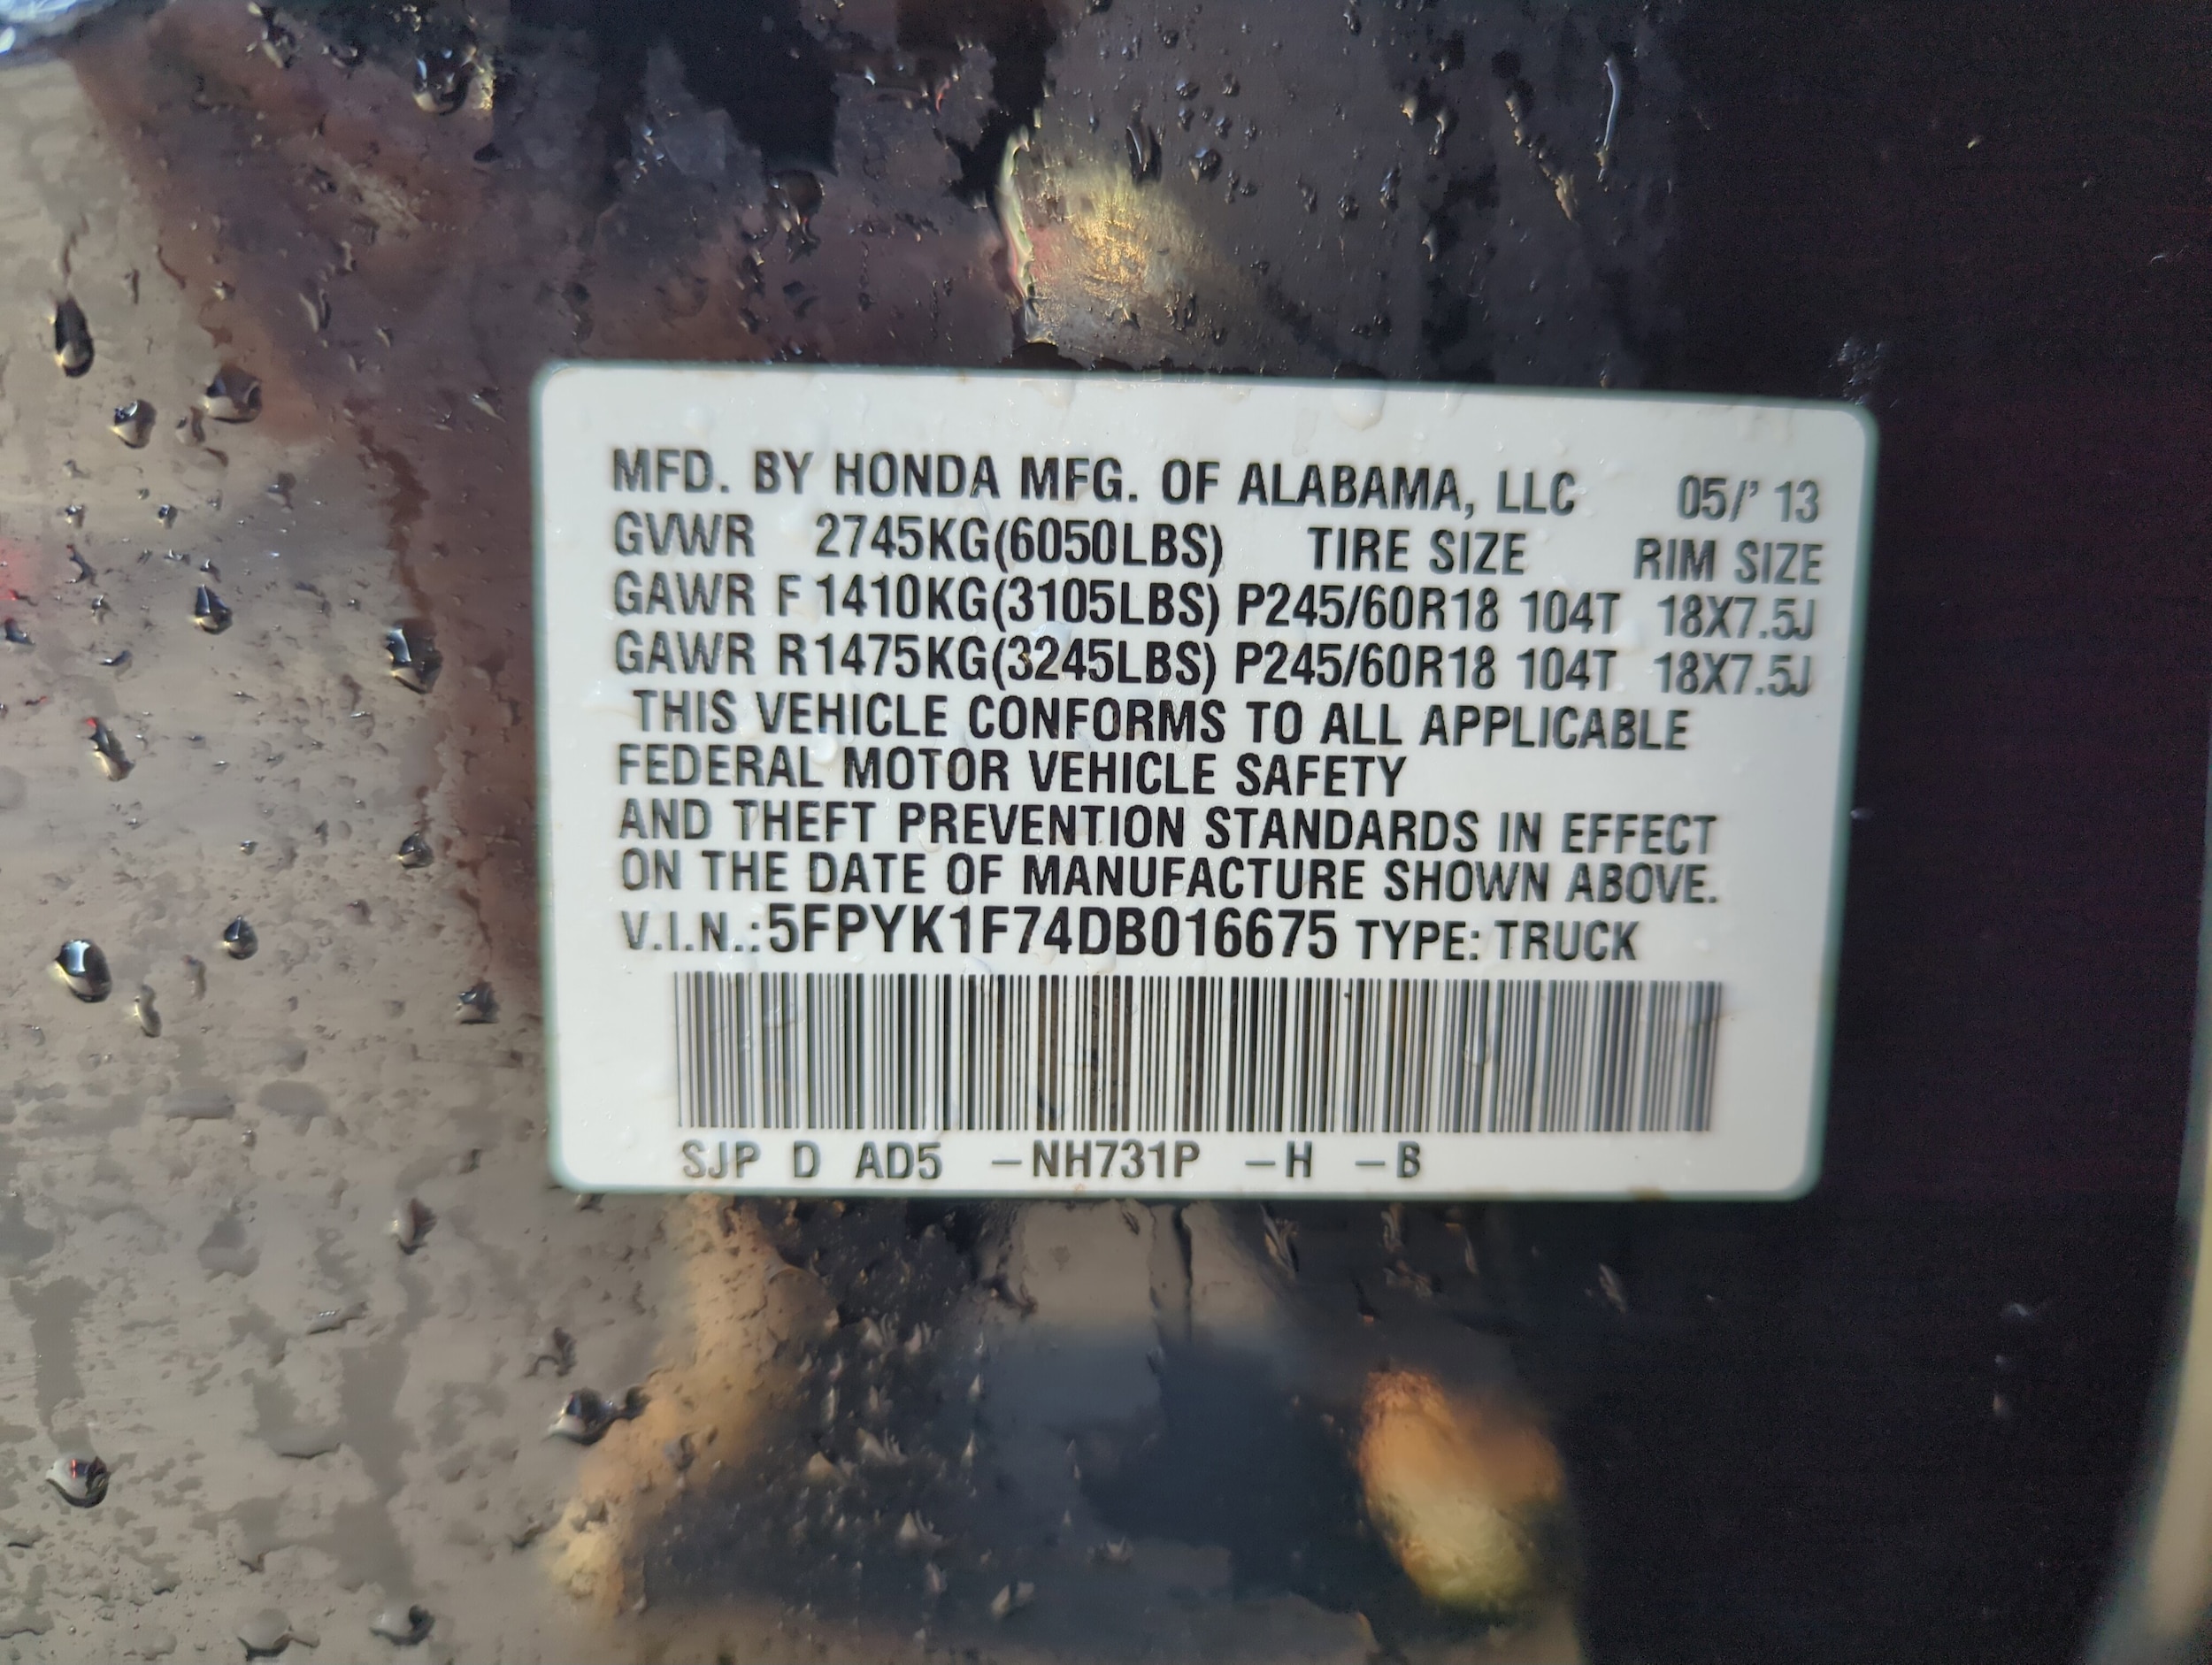 MFD. BY HONDA MFG. OF ALABAMA, LLC 05/' 13
GVWR 2745KG(6050LBS) TIRE SIZE RIM SIZE
GAWR F 1410KG(3105LBS) P245/60R18 104T 18X7.5J
GAWR R1475KG(3245LBS) P245/60R18 104T 18X7.5J
THIS VEHICLE CONFORMS TO ALL APPLICABLE
FEDERAL MOTOR VEHICLE SAFETY
AND THEFT PREVENTION STANDARDS IN EFFECT
ON THE DATE OF MANUFACTURE SHOWN ABOVE.
V.I.N.:5FPYK1F74DB016675 TYPE: TRUCK
SJP D AD5 –NH731P –H –B